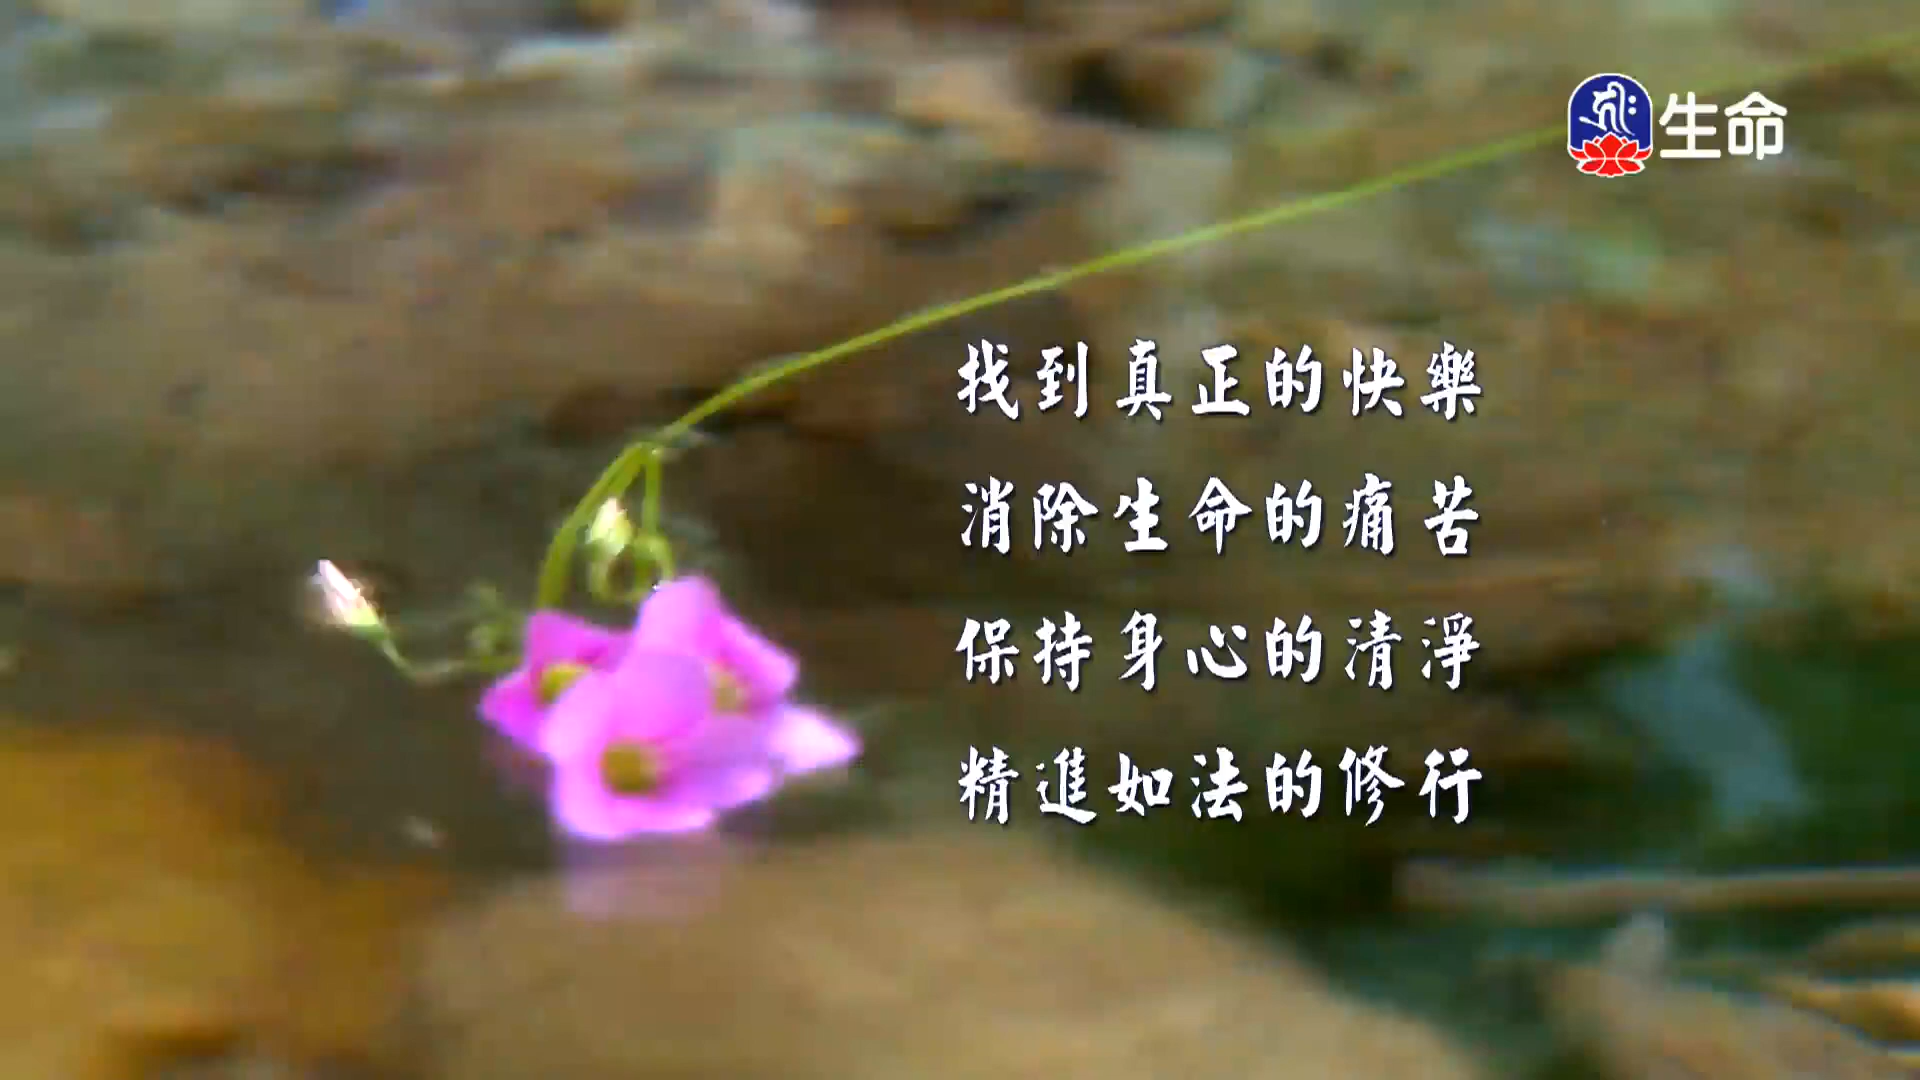 生命
找到真正的快樂
消除生命的痛苦
保持身心的清淨
精進如法的修行